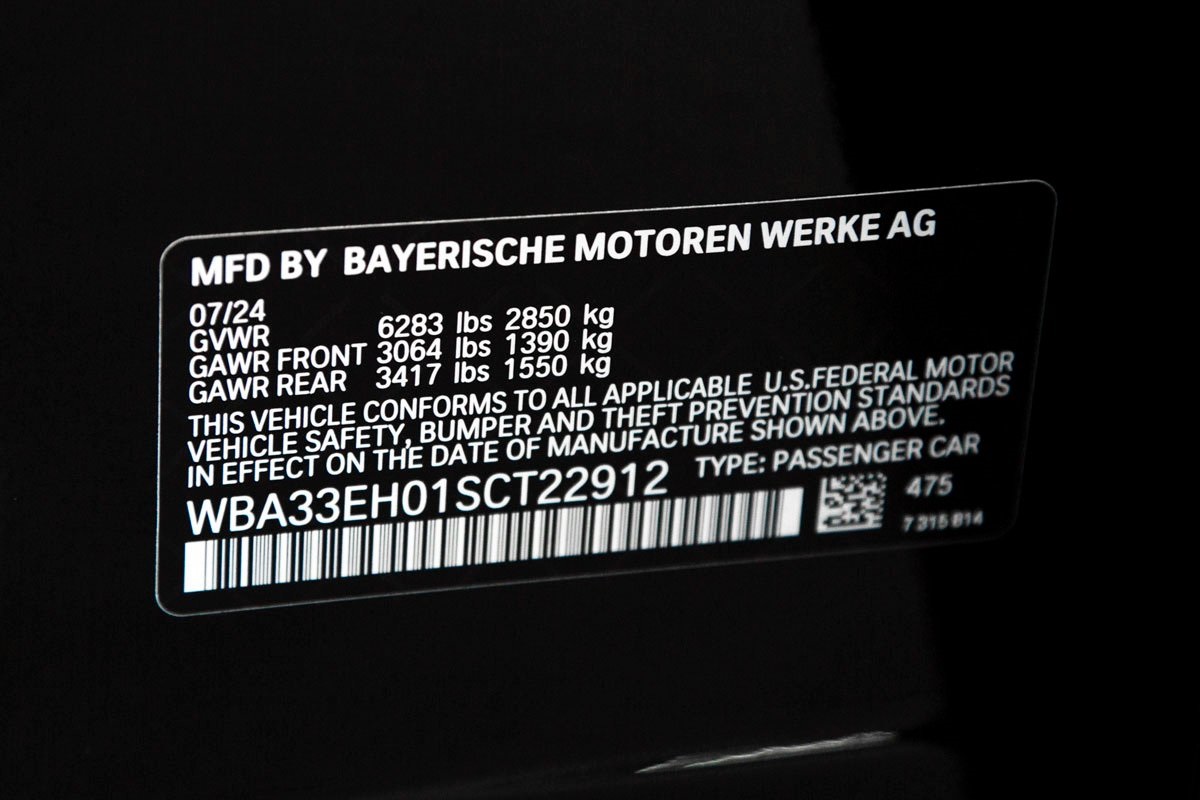 MFD BY BAYERISCHE MOTOREN WERKE AG
07/24
GVWR 6283 lbs 2850 kg
GAWR FRONT 3064 lbs 1390 kg
GAWR REAR 3417 lbs 1550 kg
THIS VEHICLE CONFORMS TO ALL APPLICABLE U.S.FEDERAL MOTOR
VEHICLE SAFETY, BUMPER AND THEFT PREVENTION STANDARDS
IN EFFECT ON THE DATE OF MANUFACTURE SHOWN ABOVE.
WBA33EH01SCT22912 TYPE: PASSENGER CAR
475
7 315 814